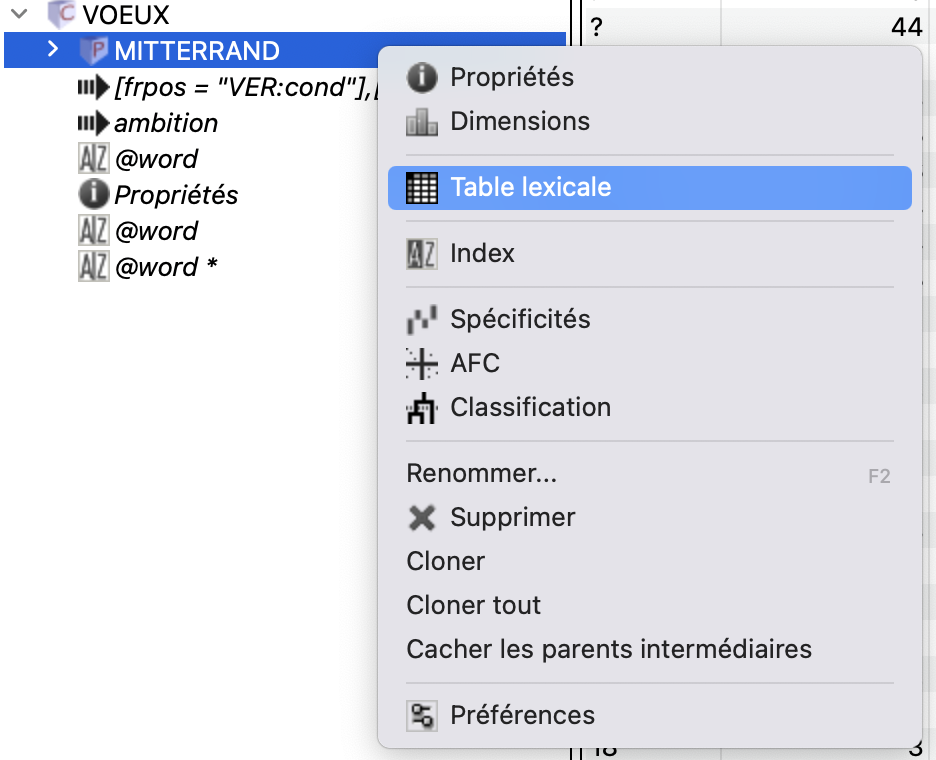 VOEUX
MITTERRAND
[frpos = "VER:cond"],
ambition
@word
Propriétés
@word
@word *
? 44
Propriétés
Dimensions
Table lexicale
Index
Spécificités
AFC
Classification
Renommer... F2
Supprimer
Cloner
Cloner tout
Cacher les parents intermédiaires
Préférences
18 3